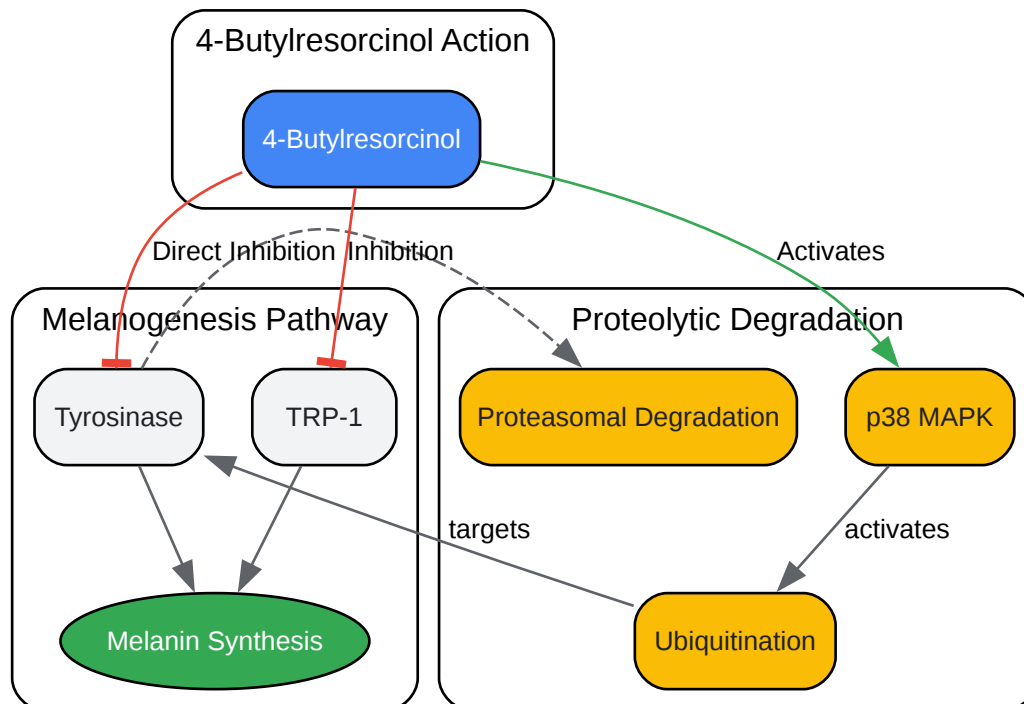 4-Butylresorcinol Action
4-Butylresorcinol
Direct Inhibition
Inhibition
Activates
Melanogenesis Pathway
Proteolytic Degradation
Tyrosinase
TRP-1
Proteasomal Degradation
p38 MAPK
targets
activates
Melanin Synthesis
Ubiquitination